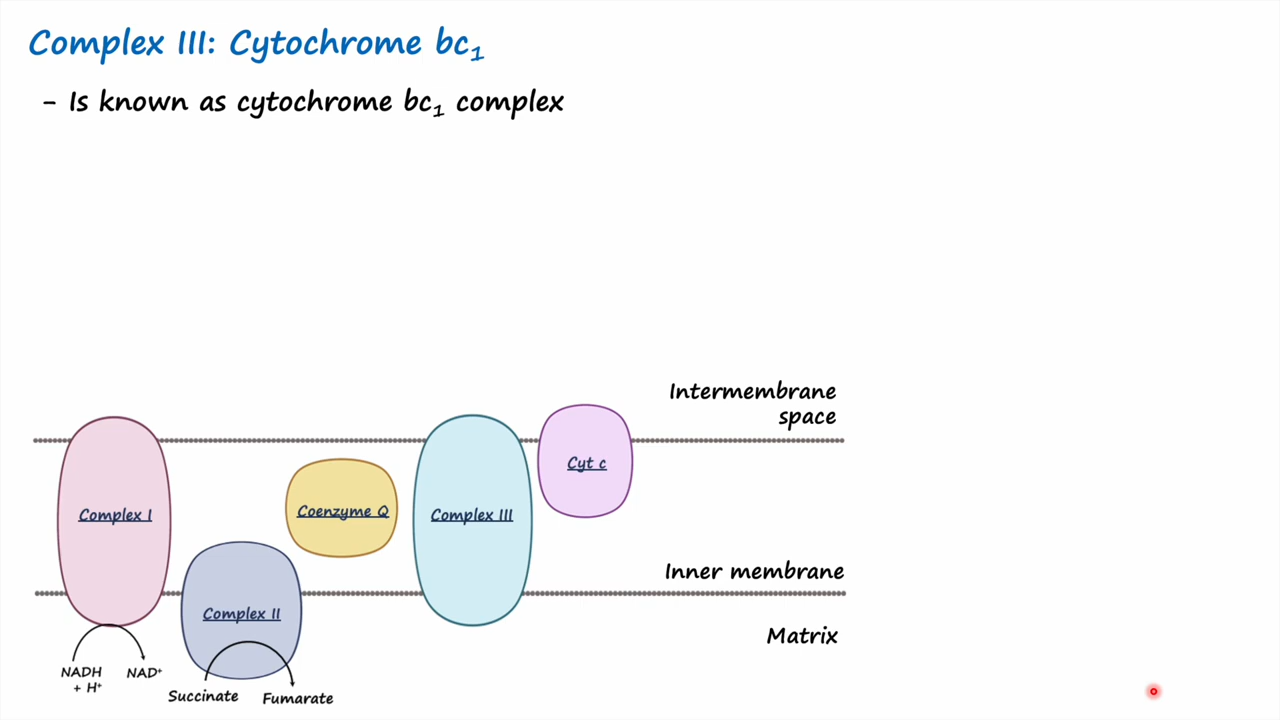 Complex III: Cytochrome bc₁
- Is known as cytochrome bc₁ complex
Intermembrane
space
Cyt c
Complex I
Coenzyme Q
Complex III
Inner membrane
Complex II
Matrix
NADH
+ H⁺
NAD⁺
Succinate
Fumarate